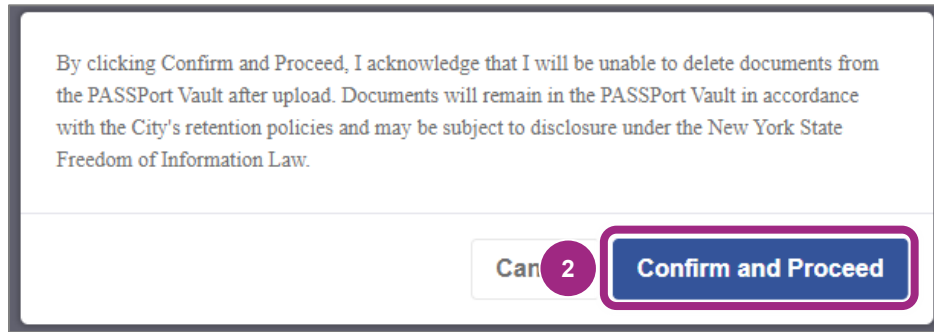 By clicking Confirm and Proceed, I acknowledge that I will be unable to delete documents from
the PASSPort Vault after upload. Documents will remain in the PASSPort Vault in accordance
with the City's retention policies and may be subject to disclosure under the New York State
Freedom of Information Law.
Can 2 Confirm and Proceed